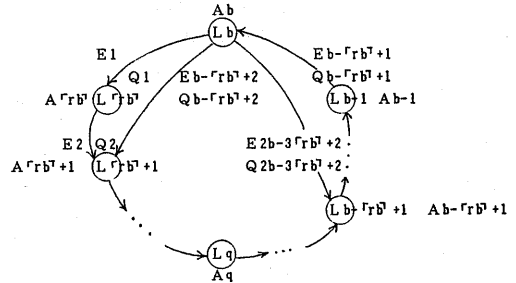 Ab
Lb
E1
Q1
Eb-⌈rb⌉+2
Qb-⌈rb⌉+2
Eb-⌈rb⌉+1
Qb-⌈rb⌉+1
A⌈rb⌉
L⌈rb⌉
Lb-1
Ab-1
E2
Q2
A⌈rb⌉+1
L⌈rb⌉+1
E2b-3⌈rb⌉+2
Q2b-3⌈rb⌉+2
Lb-⌈rb⌉+1
Ab-⌈rb⌉+1
Lq
Aq